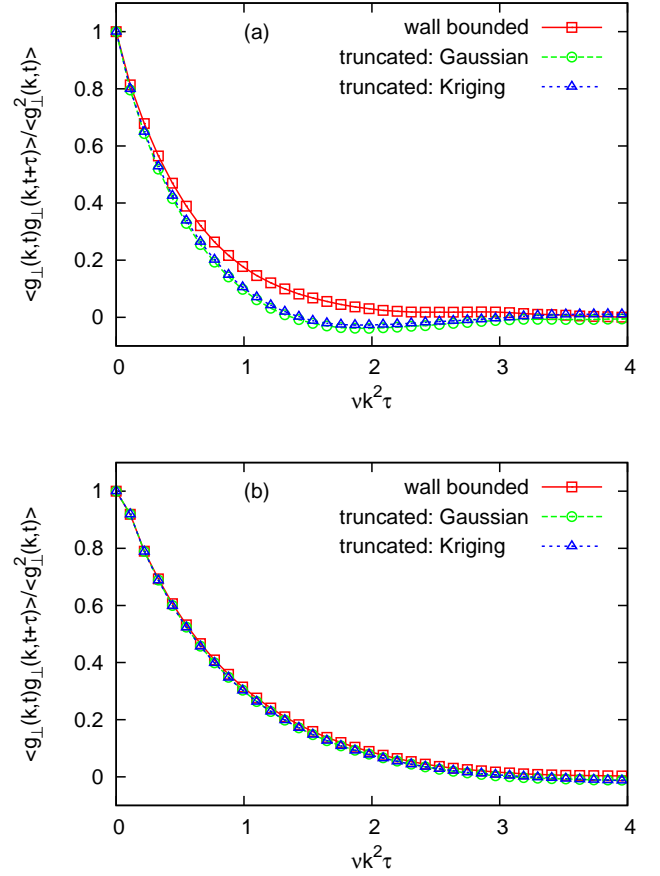 (a)
wall bounded
truncated: Gaussian
truncated: Kriging
1
0.8
0.6
0.4
0.2
0
<g⊥(k,t)g⊥(k,t+τ)>/<g⊥²(k,t)>
0 1 2 3 4
νk²τ
(b)
wall bounded
truncated: Gaussian
truncated: Kriging
1
0.8
0.6
0.4
0.2
0
<g⊥(k,t)g⊥(k,t+τ)>/<g⊥²(k,t)>
0 1 2 3 4
νk²τ